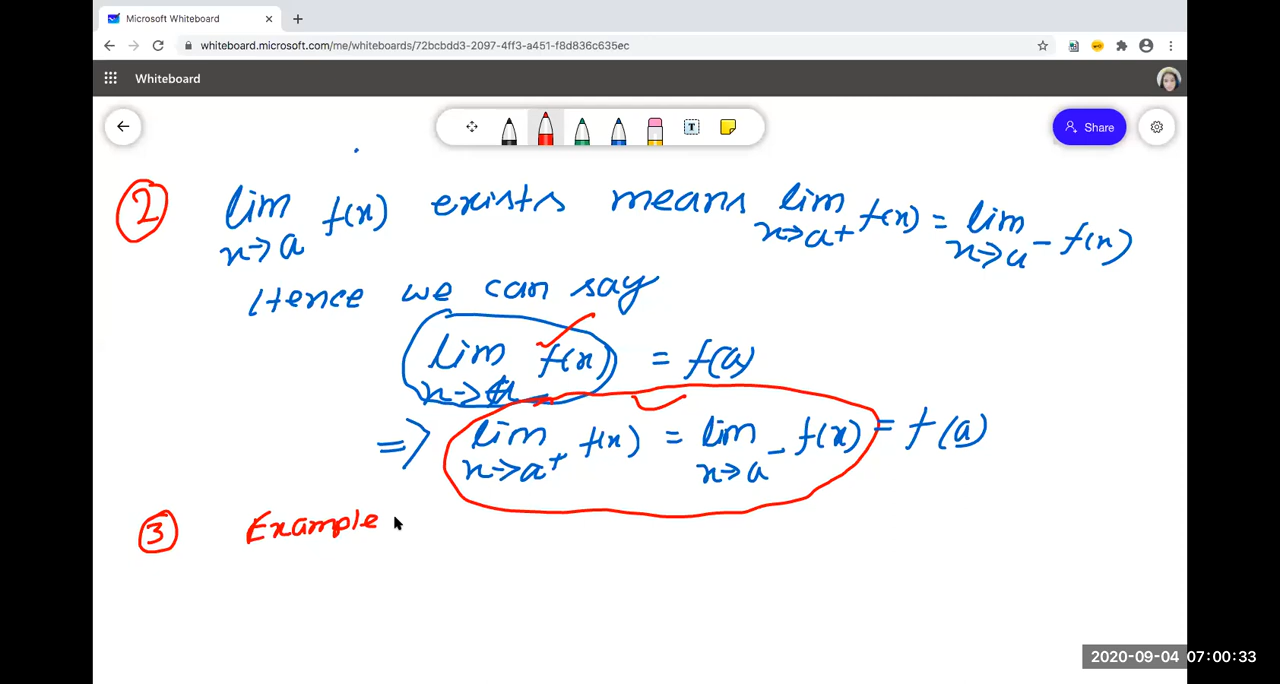 Microsoft Whiteboard
whiteboard.microsoft.com/me/whiteboards/72bcbdd3-2097-4ff3-a451-f8d836c635ec
Whiteboard
T
Share
② lim x→a f(x) exists means lim x→a+ f(x) = lim x→a- f(x)
Hence we can say
lim x→a f(x) = f(a)
=> lim x→a+ f(x) = lim x→a- f(x) = f(a)
③ Example
2020-09-04 07:00:33